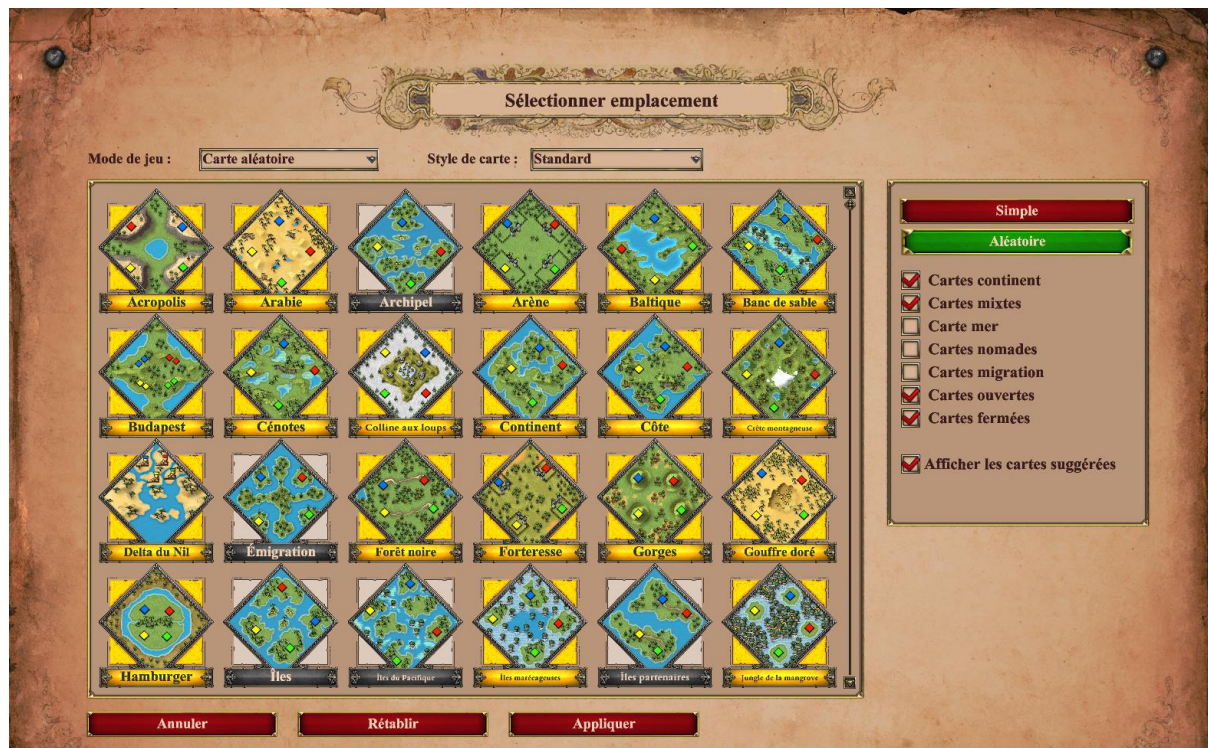 Sélectionner emplacement
Mode de jeu : Carte aléatoire Style de carte : Standard
Acropolis Arabie Archipel Arène Baltique Banc de sable
Budapest Cénotes Colline aux loups Continent Côte Crête montagneuse
Delta du Nil Émigration Forêt noire Forteresse Gorges Gouffre doré
Hamburger Îles Îles du Pacifique Îles marécageuses Îles partenaires Jungle de la mangrove
Annuler Rétablir Appliquer
Simple
Aléatoire
Cartes continent
Cartes mixtes
Carte mer
Cartes nomades
Cartes migration
Cartes ouvertes
Cartes fermées
Afficher les cartes suggérées